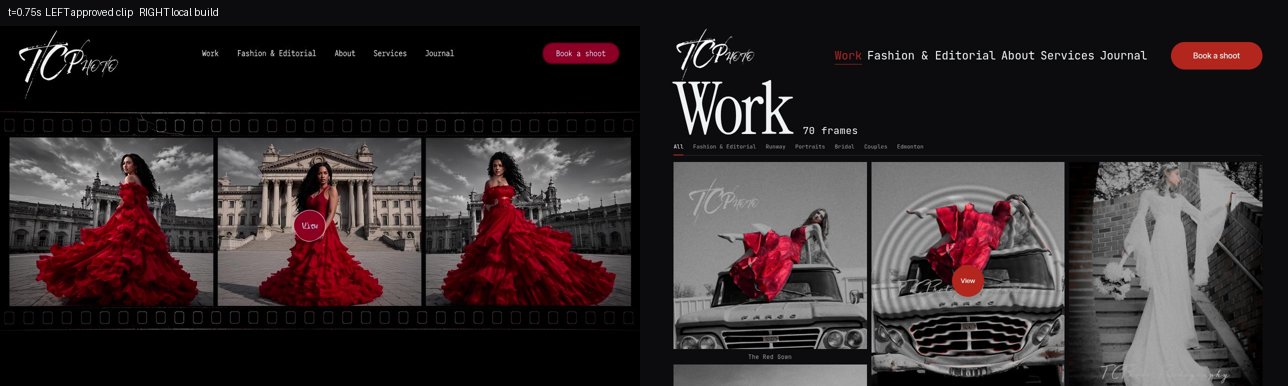 t=0.75s LEFT approved clip RIGHT local build
TCPHOTO
Work Fashion & Editorial About Services Journal
Book a shoot
View
TCPHOTO
Work Fashion & Editorial About Services Journal
Book a shoot
Work 70 frames
All Fashion & Editorial Runway Portraits Bridal Couples Edmonton
TCPHOTO
View
DODGE
The Red Gown